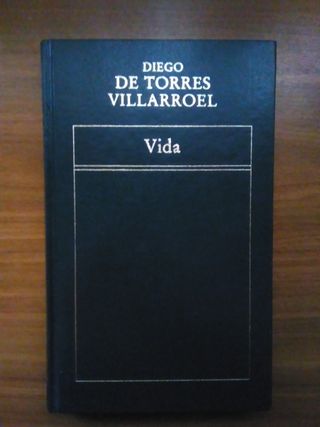 DIEGO
DE TORRES
VILLARROEL
Vida